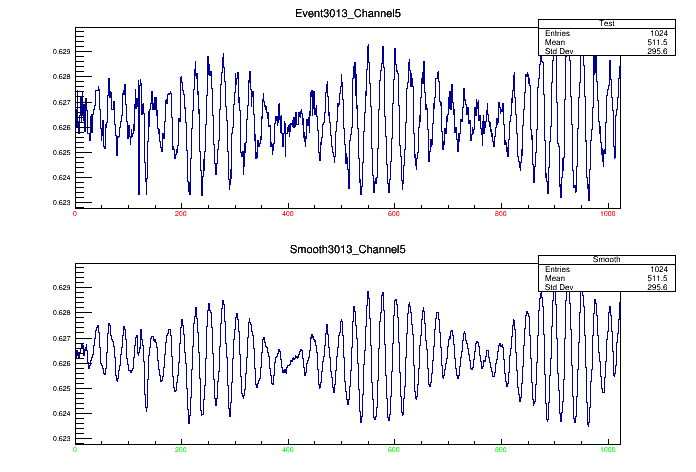 Event3013_Channel5
Test
Entries 1024
Mean 511.5
Std Dev 295.6
0.629
0.628
0.627
0.626
0.625
0.624
0.623
0 200 400 600 800 1000
Smooth3013_Channel5
Smooth
Entries 1024
Mean 511.5
Std Dev 295.6
0.629
0.628
0.627
0.626
0.625
0.624
0.623
0 200 400 600 800 1000